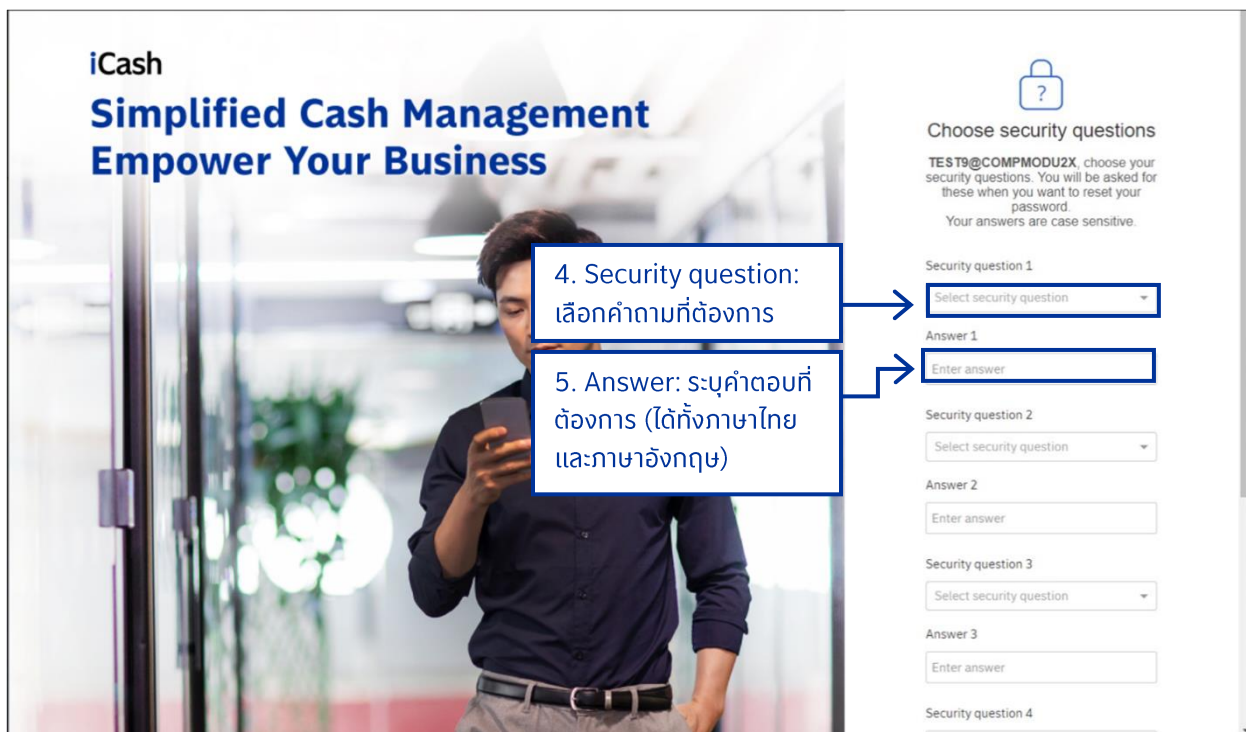 iCash
Simplified Cash Management
Empower Your Business
4. Security question:
เลือกคำถามที่ต้องการ
5. Answer: ระบุคำตอบที่
ต้องการ (ได้ทั้งภาษาไทย
และภาษาอังกฤษ)
?
Choose security questions
TEST9@COMPMODU2X, choose your
security questions. You will be asked for
these when you want to reset your
password.
Your answers are case sensitive.
Security question 1
Select security question
Answer 1
Enter answer
Security question 2
Select security question
Answer 2
Enter answer
Security question 3
Select security question
Answer 3
Enter answer
Security question 4